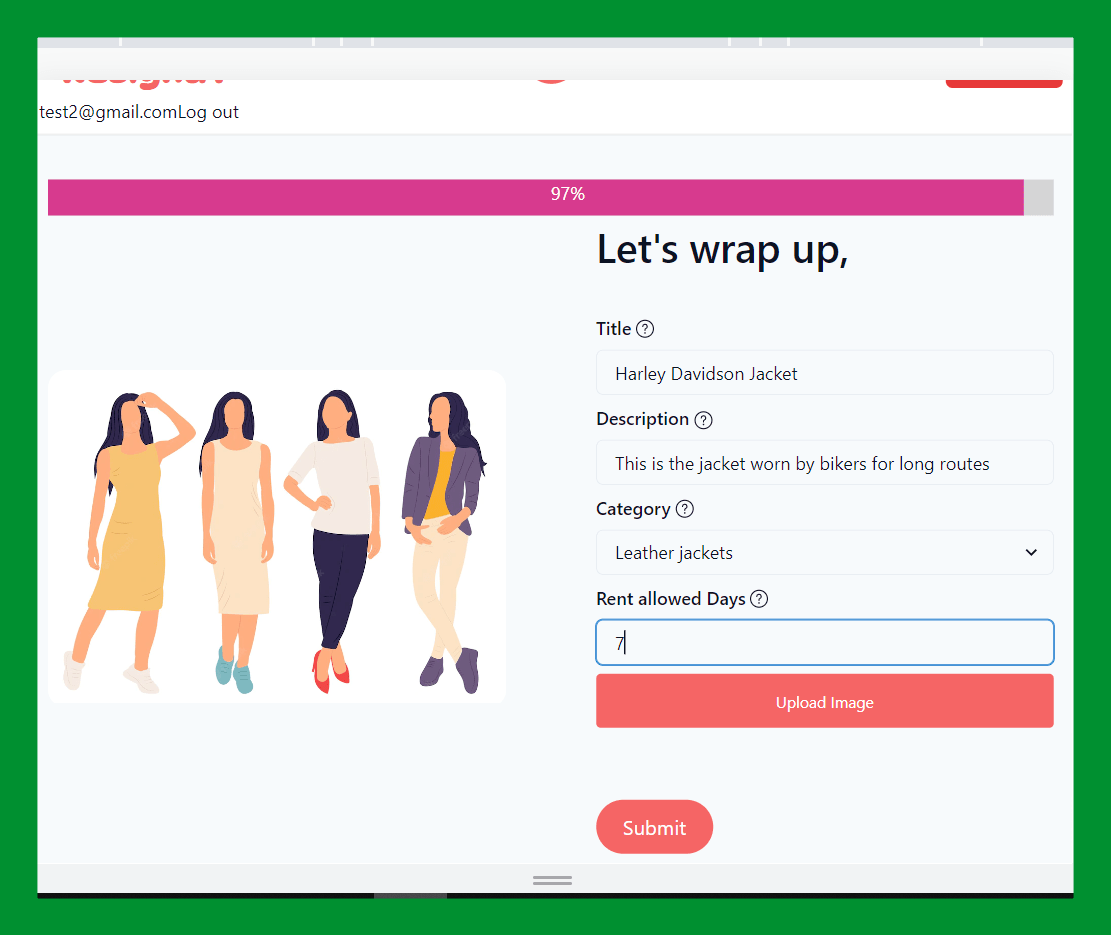 test2@gmail.comLog out
97%
Let's wrap up,
Title ?
Harley Davidson Jacket
Description ?
This is the jacket worn by bikers for long routes
Category ?
Leather jackets
Rent allowed Days ?
7
Upload Image
Submit